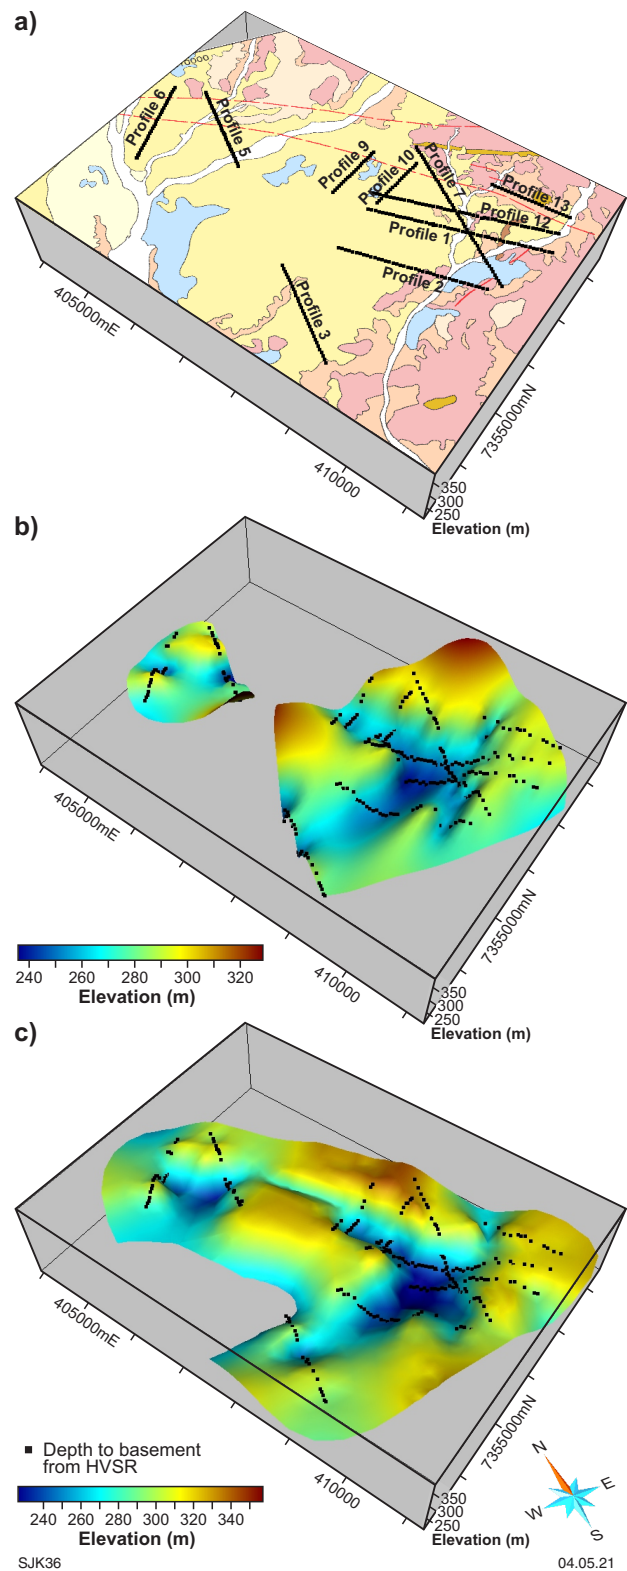 a)
0000
Profile 6
Profile 5
Profile 9
Profile 10
Profile
Profile 13
Profile 12
Profile 1
Profile 2
Profile 3
405000mE
410000
7355000mN
350
300
250
Elevation (m)
b)
405000mE
410000
7355000mN
350
300
250
Elevation (m)
240 260 280 300 320
Elevation (m)
c)
405000mE
410000
7355000mN
350
300
250
Elevation (m)
Depth to basement
from HVSR
240 260 280 300 320 340
Elevation (m)
N
E
W
S
SJK36
04.05.21